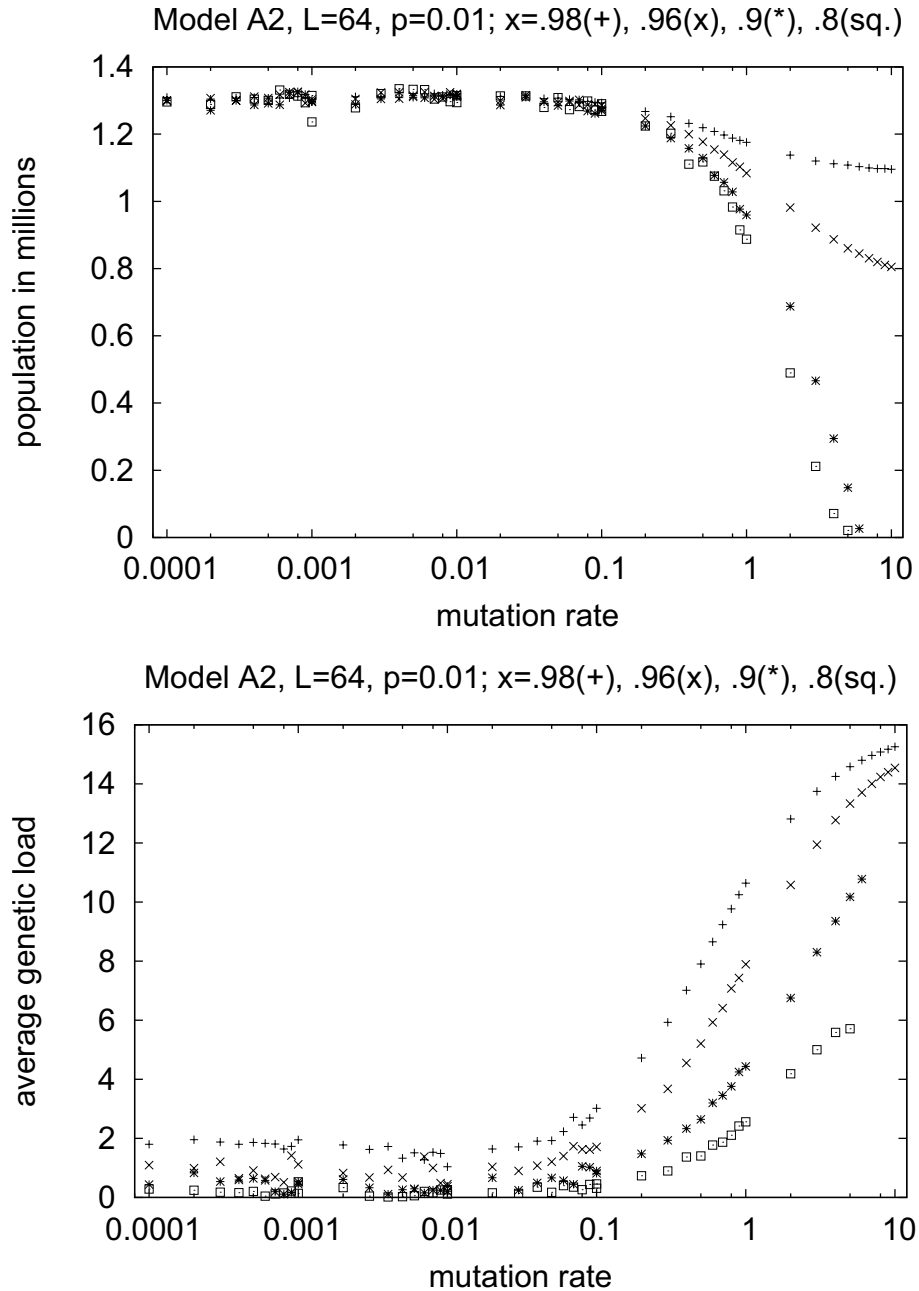 Model A2, L=64, p=0.01; x=.98(+), .96(x), .9(*), .8(sq.)
1.4
1.2
1
0.8
0.6
0.4
0.2
0
population in millions
0.0001 0.001 0.01 0.1 1 10
mutation rate
Model A2, L=64, p=0.01; x=.98(+), .96(x), .9(*), .8(sq.)
16
14
12
10
8
6
4
2
0
average genetic load
0.0001 0.001 0.01 0.1 1 10
mutation rate